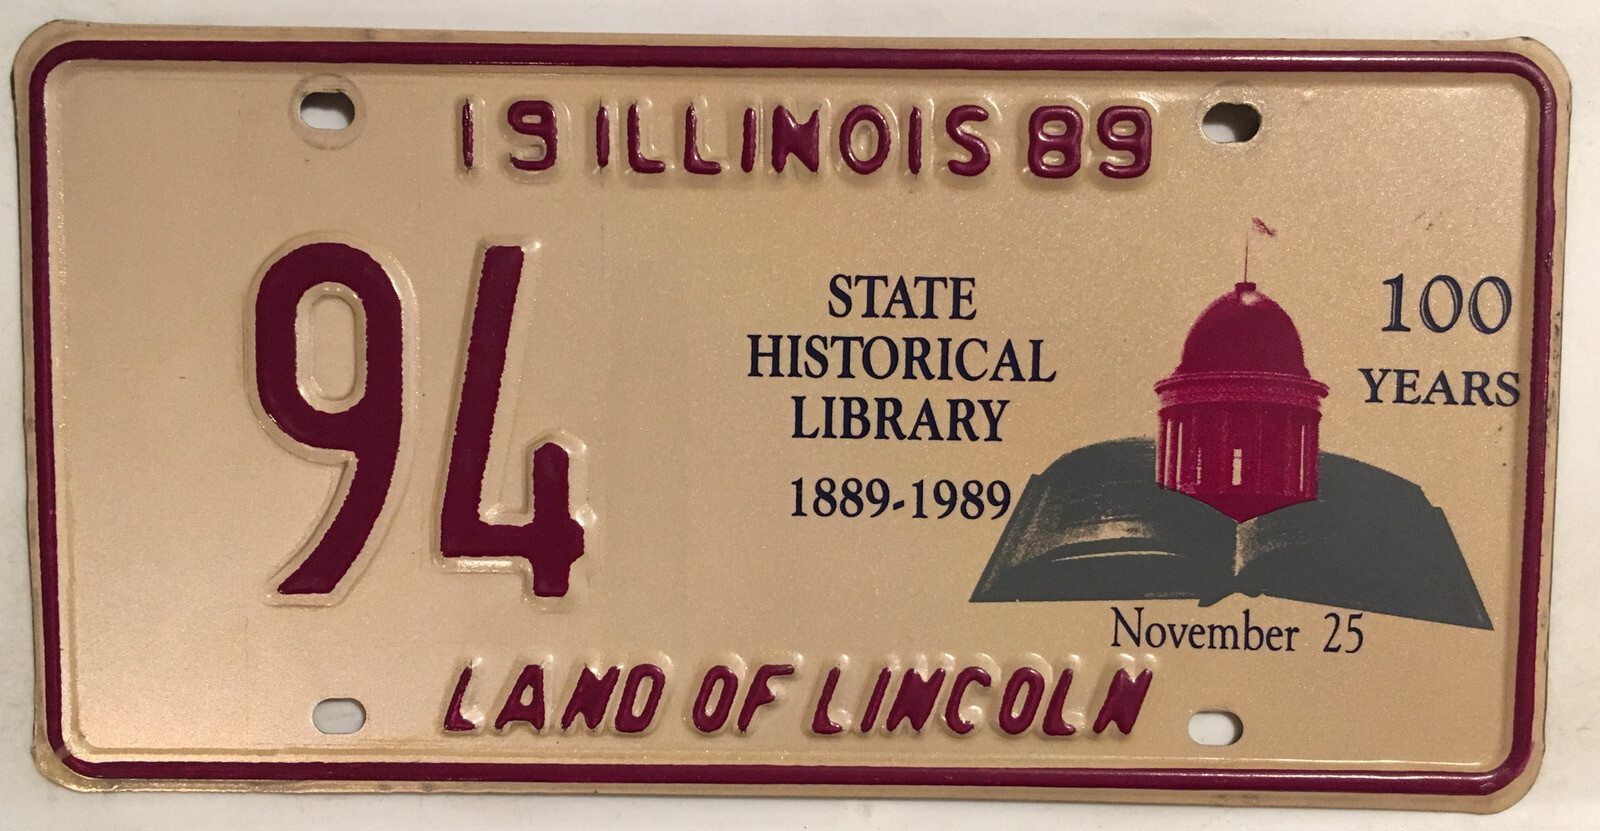 19 ILLINOIS 89
94
STATE
HISTORICAL
LIBRARY
1889-1989
100
YEARS
November 25
LAND OF LINCOLN